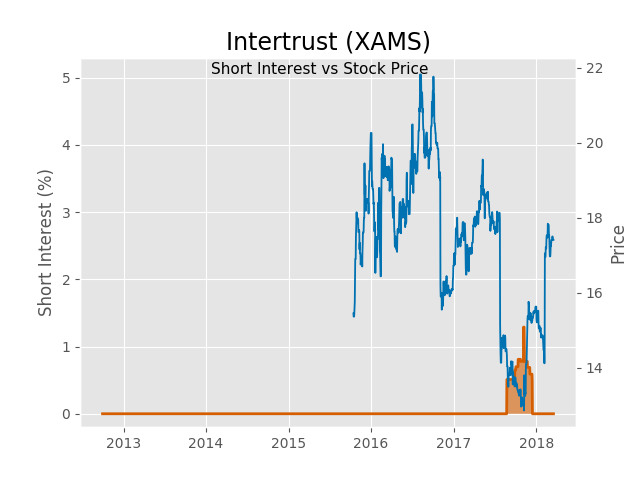 Intertrust (XAMS)
Short Interest vs Stock Price
Short Interest (%)
5
4
3
2
1
0
22
20
18
16
14
Price
2013 2014 2015 2016 2017 2018